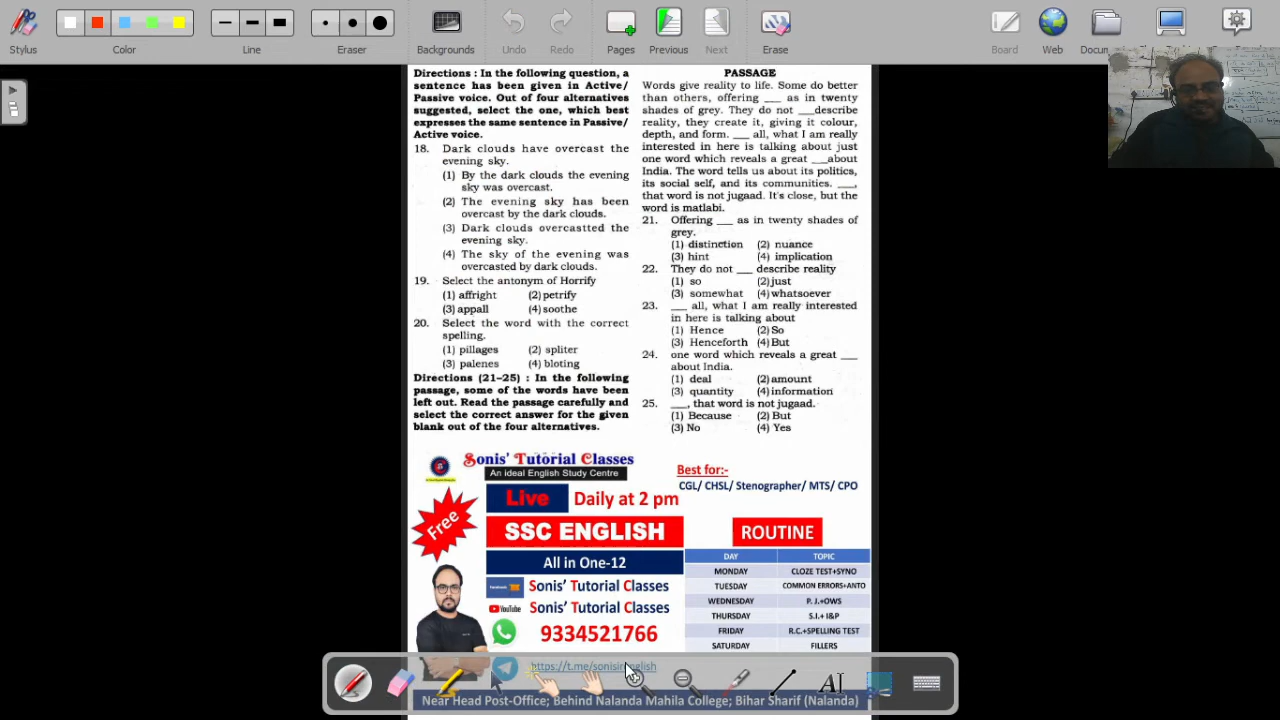 Stylus
Color
Line
Eraser
Backgrounds
Undo
Redo
Pages
Previous
Next
Erase
Board
Web
Docum
Directions : In the following question, a
sentence has been given in Active/
Passive voice. Out of four alternatives
suggested, select the one, which best
expresses the same sentence in Passive/
Active voice.
18. Dark clouds have overcast the
evening sky.
(1) By the dark clouds the evening
sky was overcast.
(2) The evening sky has been
overcast by the dark clouds.
(3) Dark clouds overcastted the
evening sky.
(4) The sky of the evening was
overcasted by dark clouds.
19. Select the antonym of Horrify
(1) affright (2) petrify
(3) appall (4) soothe
20. Select the word with the correct
spelling.
(1) pillages (2) spliter
(3) palenes (4) bloting
Directions (21–25) : In the following
passage, some of the words have been
left out. Read the passage carefully and
select the correct answer for the given
blank out of the four alternatives.
PASSAGE
Words give reality to life. Some do better
than others, offering ___ as in twenty
shades of grey. They do not ___describe
reality, they create it, giving it colour,
depth, and form. ___ all, what I am really
interested in here is talking about just
one word which reveals a great ___about
India. The word tells us about its politics,
its social self, and its communities. ___,
that word is not jugaad. It's close, but the
word is matlabi.
21. Offering ___ as in twenty shades of
grey.
(1) distinction (2) nuance
(3) hint (4) implication
22. They do not ___ describe reality
(1) so (2) just
(3) somewhat (4) whatsoever
23. ___ all, what I am really interested
in here is talking about
(1) Hence (2) So
(3) Henceforth (4) But
24. one word which reveals a great ___
about India.
(1) deal (2) amount
(3) quantity (4) information
25. ___, that word is not jugaad.
(1) Because (2) But
(3) No (4) Yes
Sonis' Tutorial Classes
An ideal English Study Centre
Live Daily at 2 pm
Free
SSC ENGLISH
All in One-12
Sonis' Tutorial Classes
YouTube Sonis' Tutorial Classes
9334521766
https://t.me/sonisir nglish
Best for:-
CGL/ CHSL/ Stenographer/ MTS/ CPO
ROUTINE
DAY TOPIC
MONDAY CLOZE TEST+SYNO
TUESDAY COMMON ERRORS+ANTO
WEDNESDAY P. J.+OWS
THURSDAY S.I.+ I&P
FRIDAY R.C.+SPELLING TEST
SATURDAY FILLERS
Near Head Post-Office; Behind Nalanda Mahila College; Bihar Sharif (Nalanda)